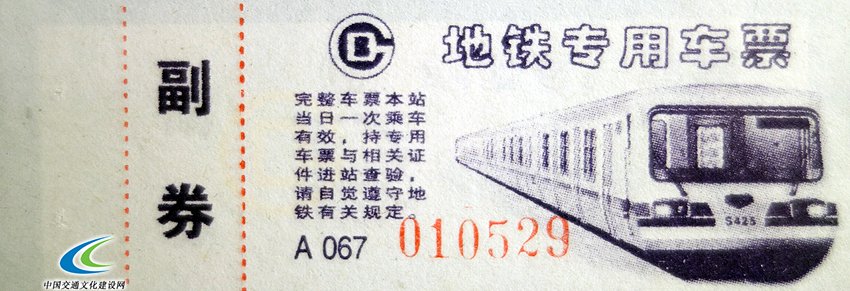 副券
地铁专用车票
完整车票本站
当日一次乘车
有效，持专用
车票与相关证
件进站查验，
请自觉遵守地
铁有关规定。
A 067
010529
S425
中国交通文化建设网